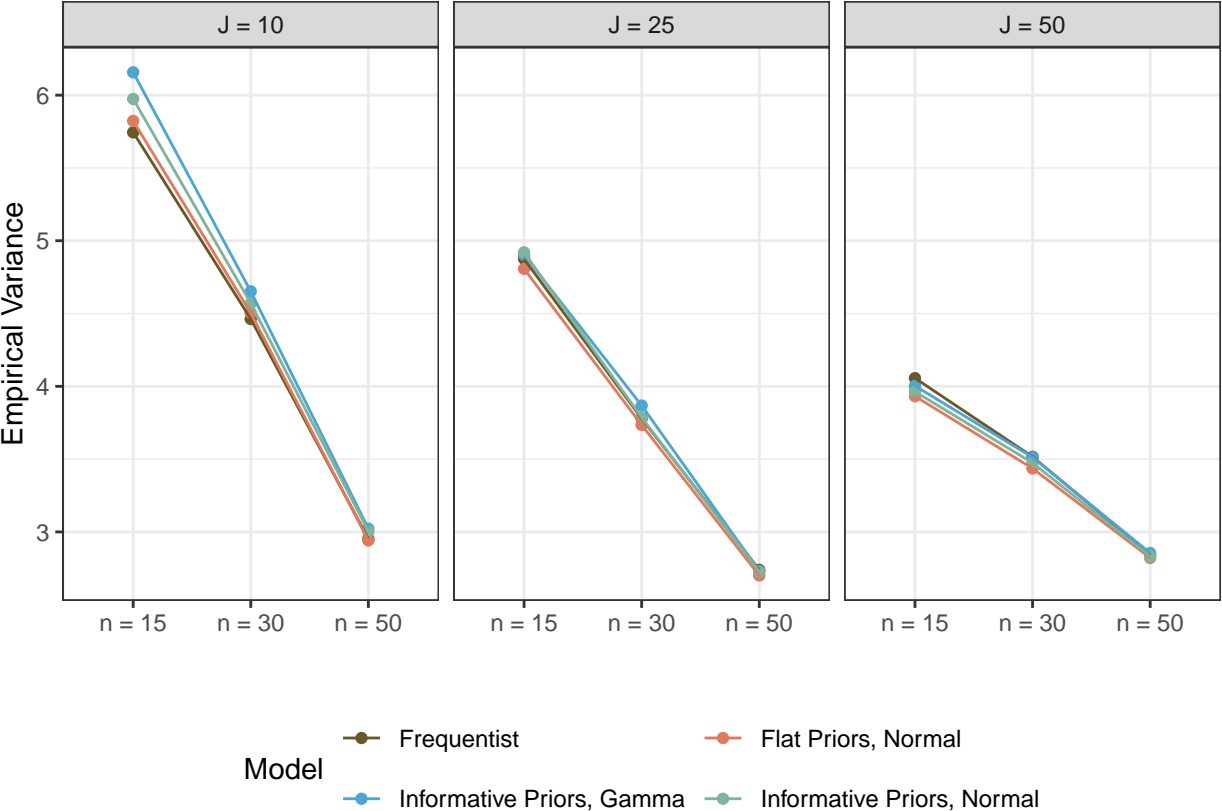 J = 10
J = 25
J = 50
Empirical Variance
6
5
4
3
n = 15
n = 30
n = 50
n = 15
n = 30
n = 50
n = 15
n = 30
n = 50
Model
Frequentist
Flat Priors, Normal
Informative Priors, Gamma
Informative Priors, Normal